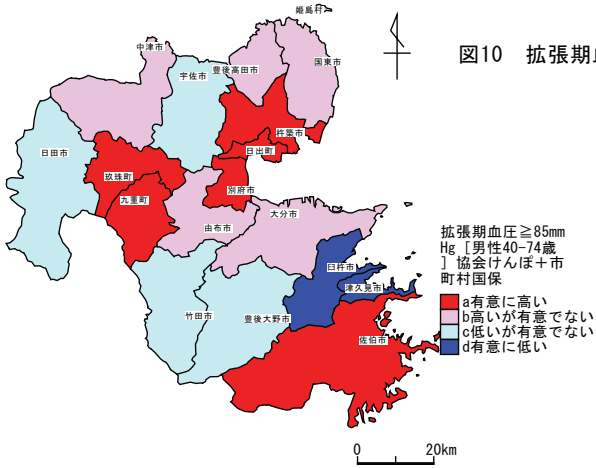 姫島村
図10 拡張期
中津市
国東市
豊後高田市
宇佐市
杵築市
日田市
日出町
玖珠町
別府市
九重町
大分市
由布市
拡張期血圧≧85mm
Hg［男性40-74歳
］協会けんぽ＋市
町村国保
臼杵市
津久見市
a有意に高い
b高いが有意でない
竹田市
豊後大野市
c低いが有意でない
佐伯市
d有意に低い
0 20km